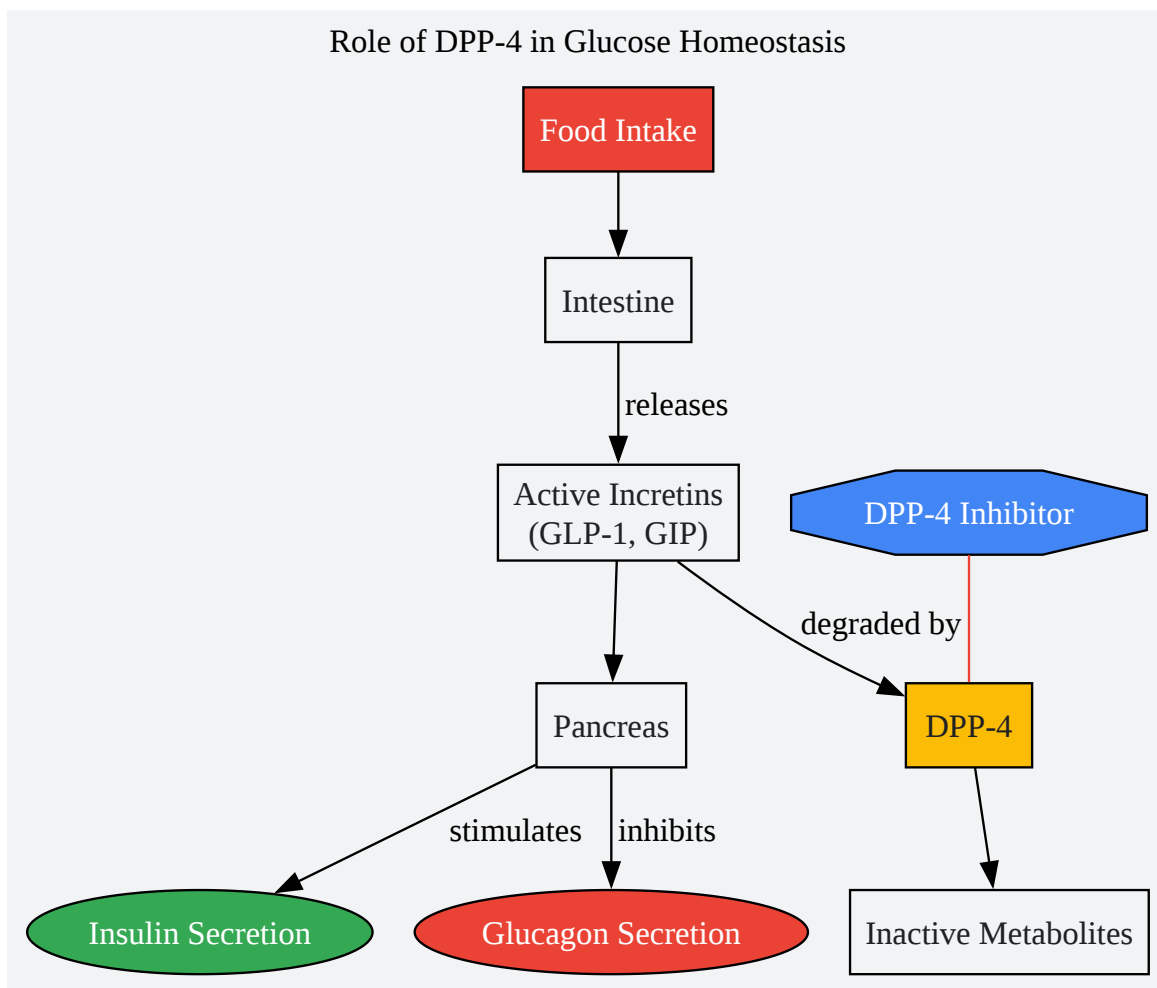 Role of DPP-4 in Glucose Homeostasis
Food Intake
Intestine
releases
Active Incretins
(GLP-1, GIP)
DPP-4 Inhibitor
degraded by
Pancreas
DPP-4
stimulates
inhibits
Insulin Secretion
Glucagon Secretion
Inactive Metabolites